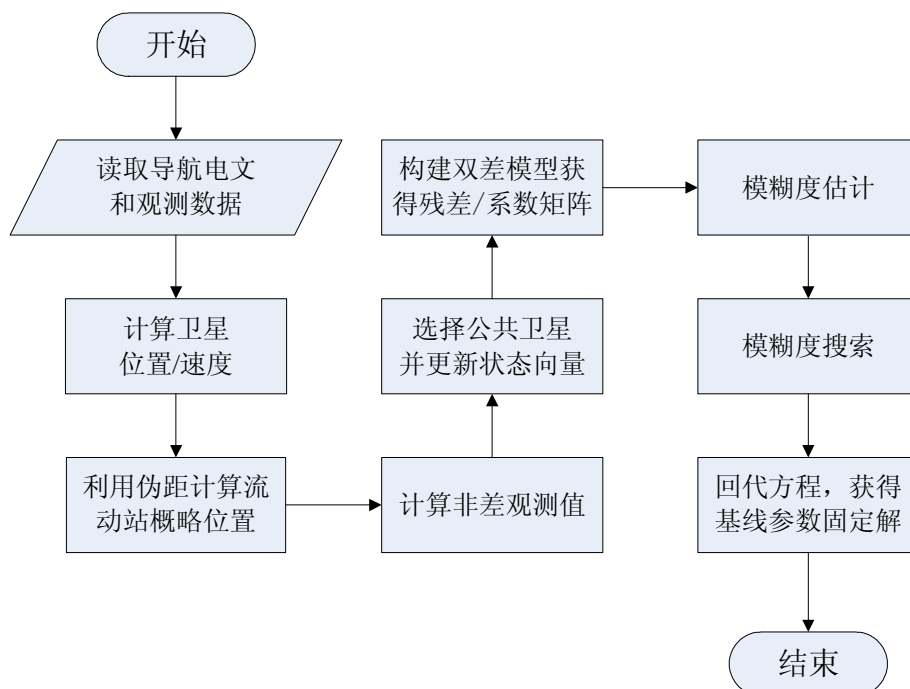 开始
读取导航电文
和观测数据
计算卫星
位置/速度
利用伪距计算流
动站概略位置
计算非差观测值
选择公共卫星
并更新状态向量
构建双差模型获
得残差/系数矩阵
模糊度估计
模糊度搜索
回代方程，获得
基线参数固定解
结束